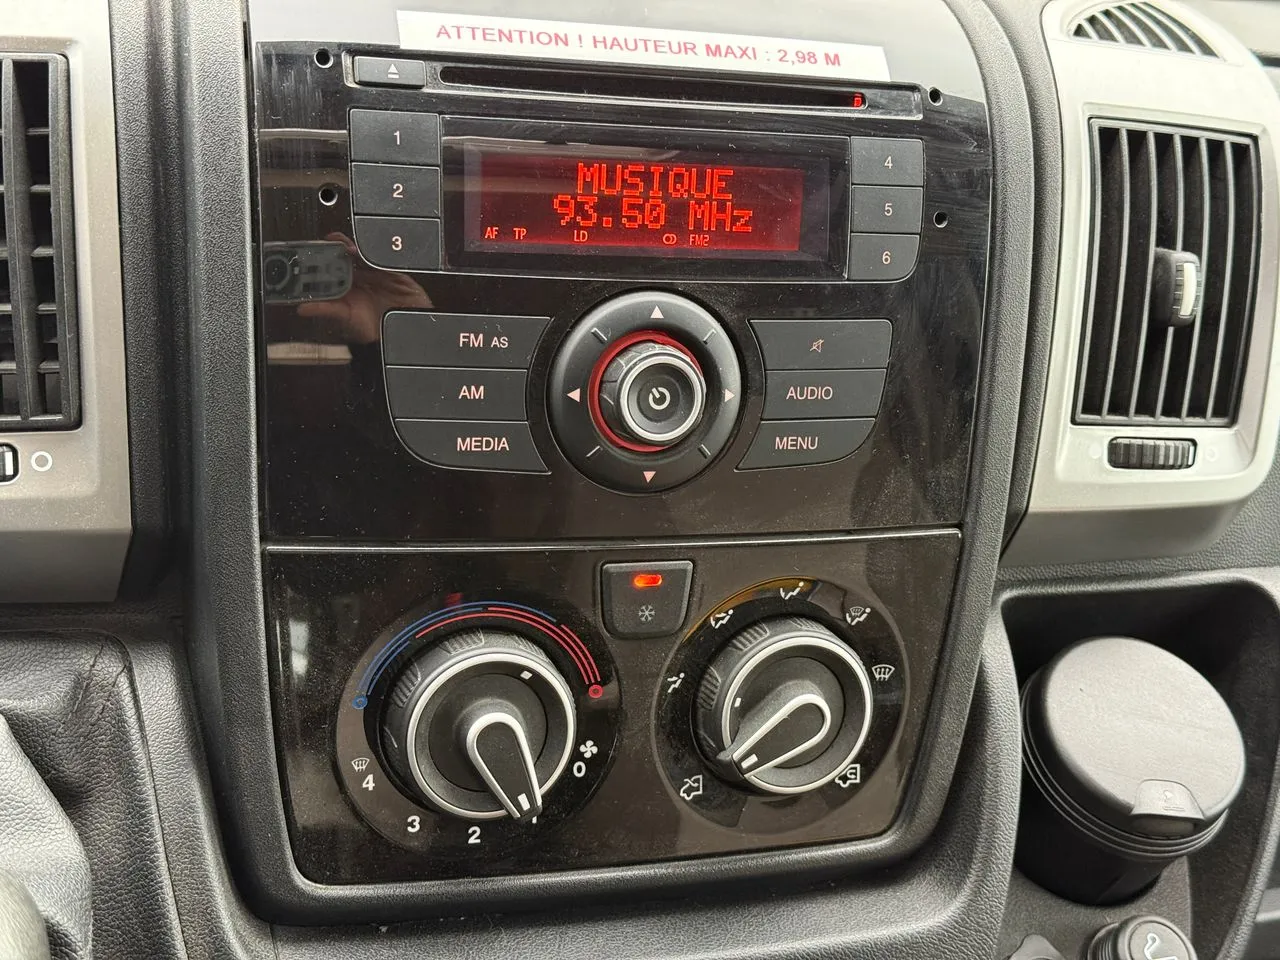 ATTENTION ! HAUTEUR MAXI : 2,98 M
1
2
3
MUSIQUE
93.50 MHz
AF TP LD FM2
4
5
6
FM AS
AM
MEDIA
AUDIO
MENU
4
3
2
1
0